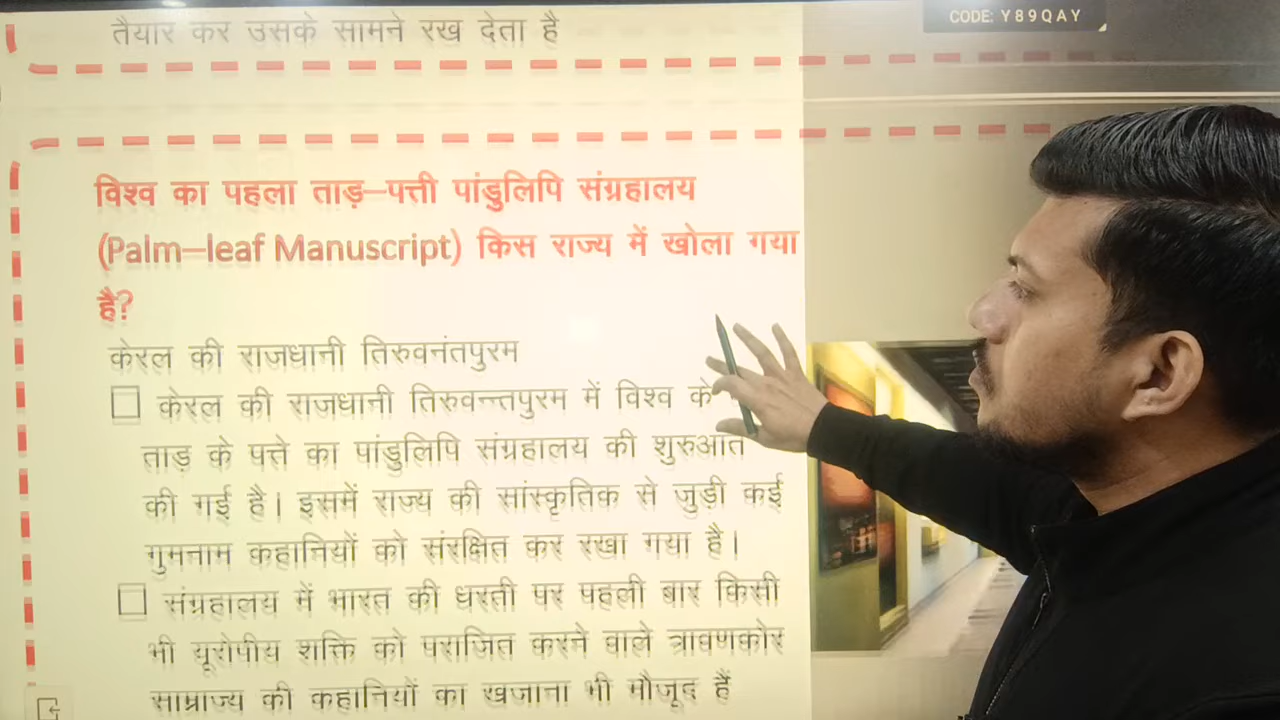 CODE: Y89QAY
तैयार कर उसके सामने रख देता है
विश्व का पहला ताड़–पत्ती पांडुलिपि संग्रहालय
(Palm–leaf Manuscript) किस राज्य में खोला गया
है?
केरल की राजधानी तिरुवनंतपुरम
केरल की राजधानी तिरुवन्न्तपुरम में विश्व के
ताड़ के पत्ते का पांडुलिपि संग्रहालय की शुरुआत
की गई है। इसमें राज्य की सांस्कृतिक से जुड़ी कई
गुमनाम कहानियों को संरक्षित कर रखा गया है।
संग्रहालय में भारत की धरती पर पहली बार किसी
भी यूरोपीय शक्ति को पराजित करने वाले त्रावणकोर
साम्राज्य की कहानियों का खजाना भी मौजूद हैं